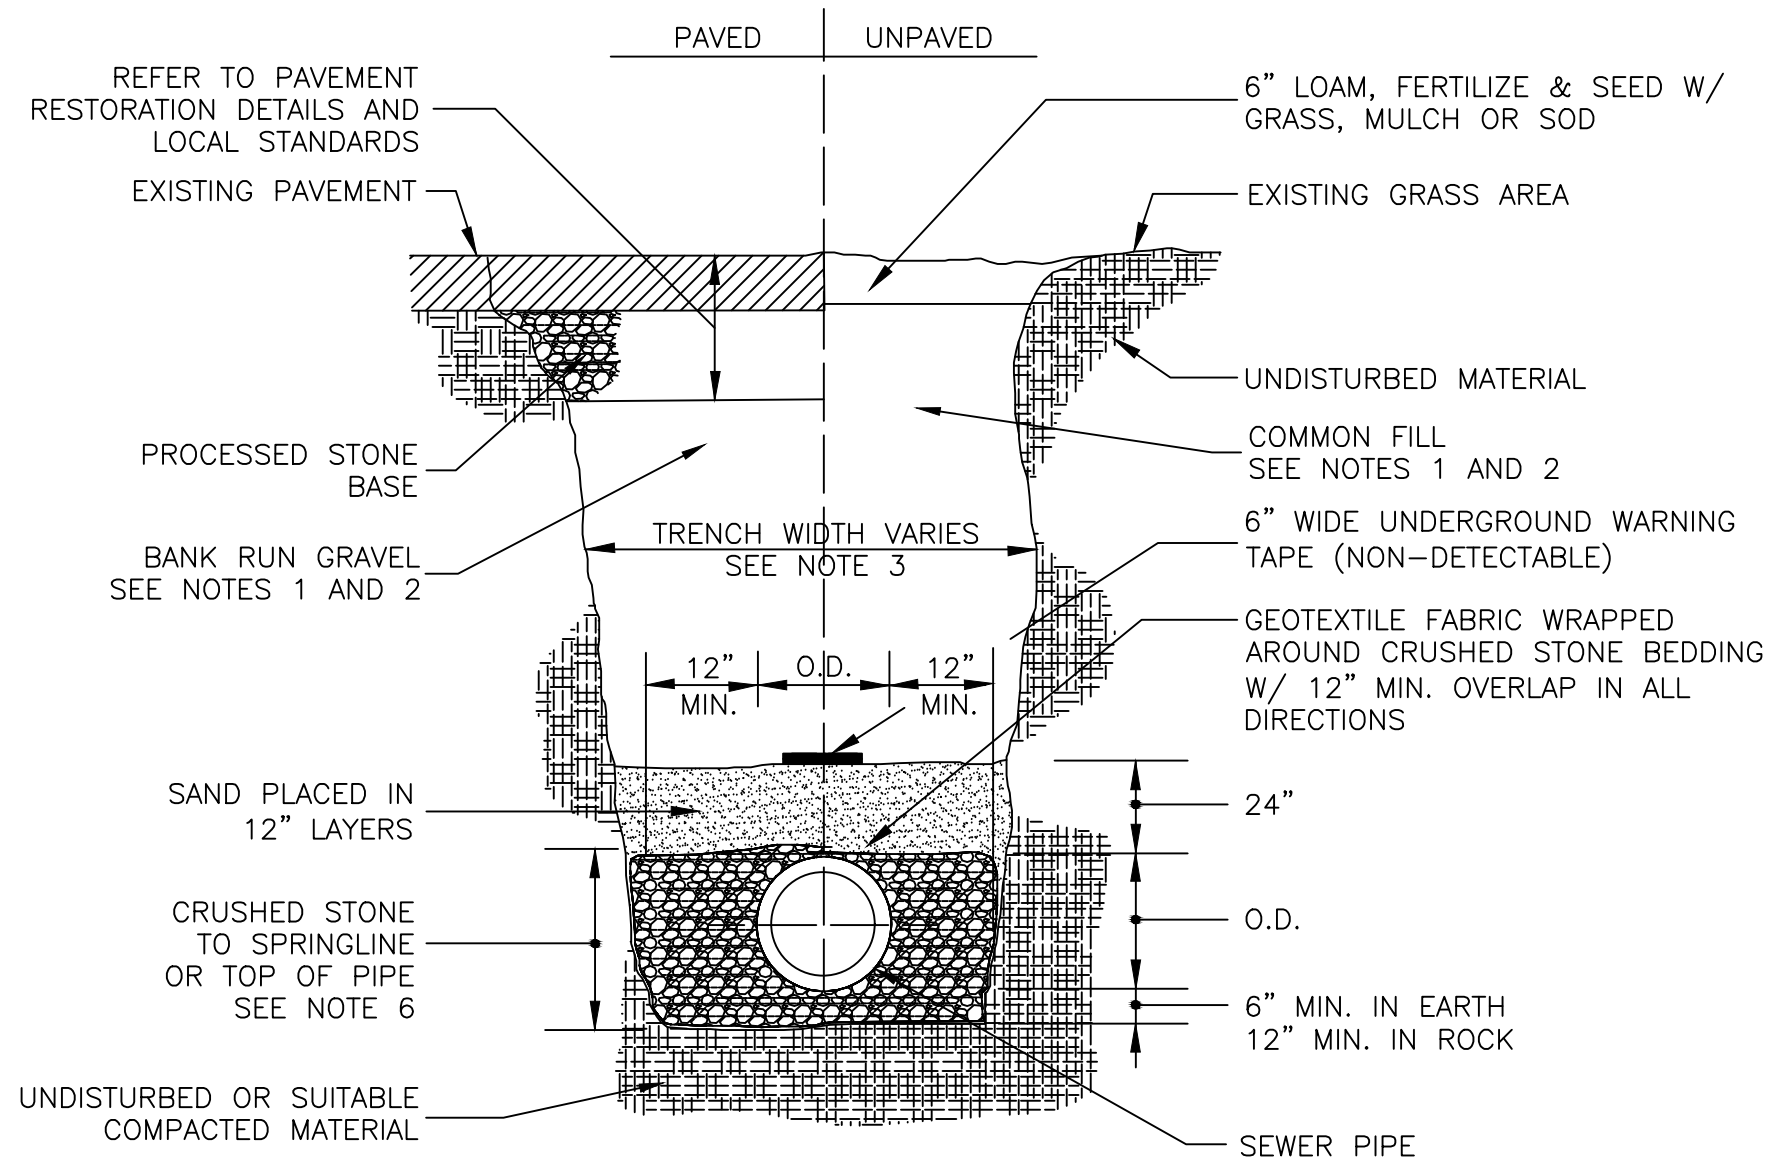 PAVED
UNPAVED
REFER TO PAVEMENT
RESTORATION DETAILS AND
LOCAL STANDARDS
EXISTING PAVEMENT
PROCESSED STONE
BASE
BANK RUN GRAVEL
SEE NOTES 1 AND 2
SAND PLACED IN
12" LAYERS
CRUSHED STONE
TO SPRINGLINE
OR TOP OF PIPE
SEE NOTE 6
UNDISTURBED OR SUITABLE
COMPACTED MATERIAL
TRENCH WIDTH VARIES
SEE NOTE 3
12"
MIN.
O.D.
12"
MIN.
6" LOAM, FERTILIZE & SEED W/
GRASS, MULCH OR SOD
EXISTING GRASS AREA
UNDISTURBED MATERIAL
COMMON FILL
SEE NOTES 1 AND 2
6" WIDE UNDERGROUND WARNING
TAPE (NON-DETECTABLE)
GEOTEXTILE FABRIC WRAPPED
AROUND CRUSHED STONE BEDDING
W/ 12" MIN. OVERLAP IN ALL
DIRECTIONS
24"
O.D.
6" MIN. IN EARTH
12" MIN. IN ROCK
SEWER PIPE